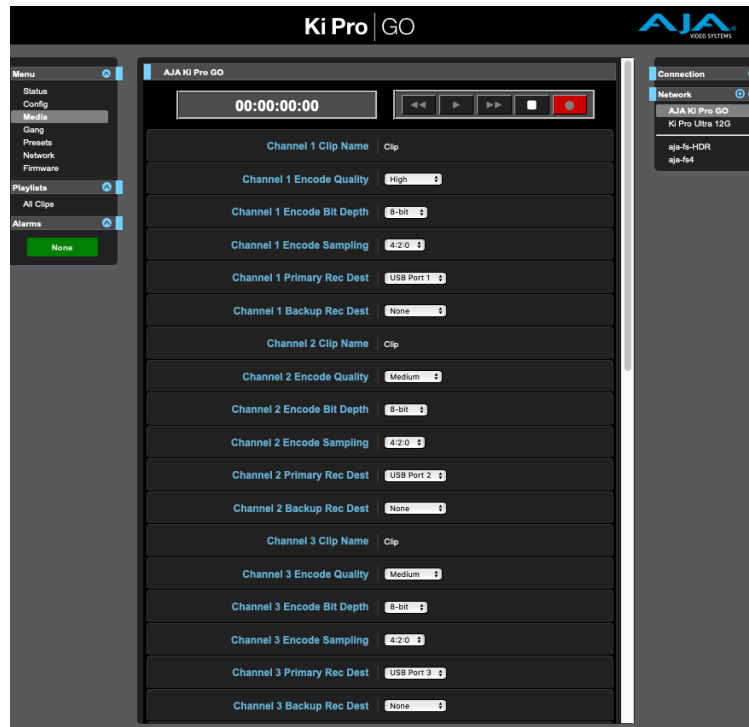 Ki Pro GO
AJA
VIDEO SYSTEMS
Menu
Status
Config
Media
Gang
Presets
Network
Firmware
Playlists
All Clips
Alarms
None
AJA Ki Pro GO
00:00:00:00
Channel 1 Clip Name Clip
Channel 1 Encode Quality High
Channel 1 Encode Bit Depth 8-bit
Channel 1 Encode Sampling 4:2:0
Channel 1 Primary Rec Dest USB Port 1
Channel 1 Backup Rec Dest None
Channel 2 Clip Name Clip
Channel 2 Encode Quality Medium
Channel 2 Encode Bit Depth 8-bit
Channel 2 Encode Sampling 4:2:0
Channel 2 Primary Rec Dest USB Port 2
Channel 2 Backup Rec Dest None
Channel 3 Clip Name Clip
Channel 3 Encode Quality Medium
Channel 3 Encode Bit Depth 8-bit
Channel 3 Encode Sampling 4:2:0
Channel 3 Primary Rec Dest USB Port 3
Channel 3 Backup Rec Dest None
Connection
Network
AJA Ki Pro GO
Ki Pro Ultra 12G
aja-fs-HDR
aja-fs4